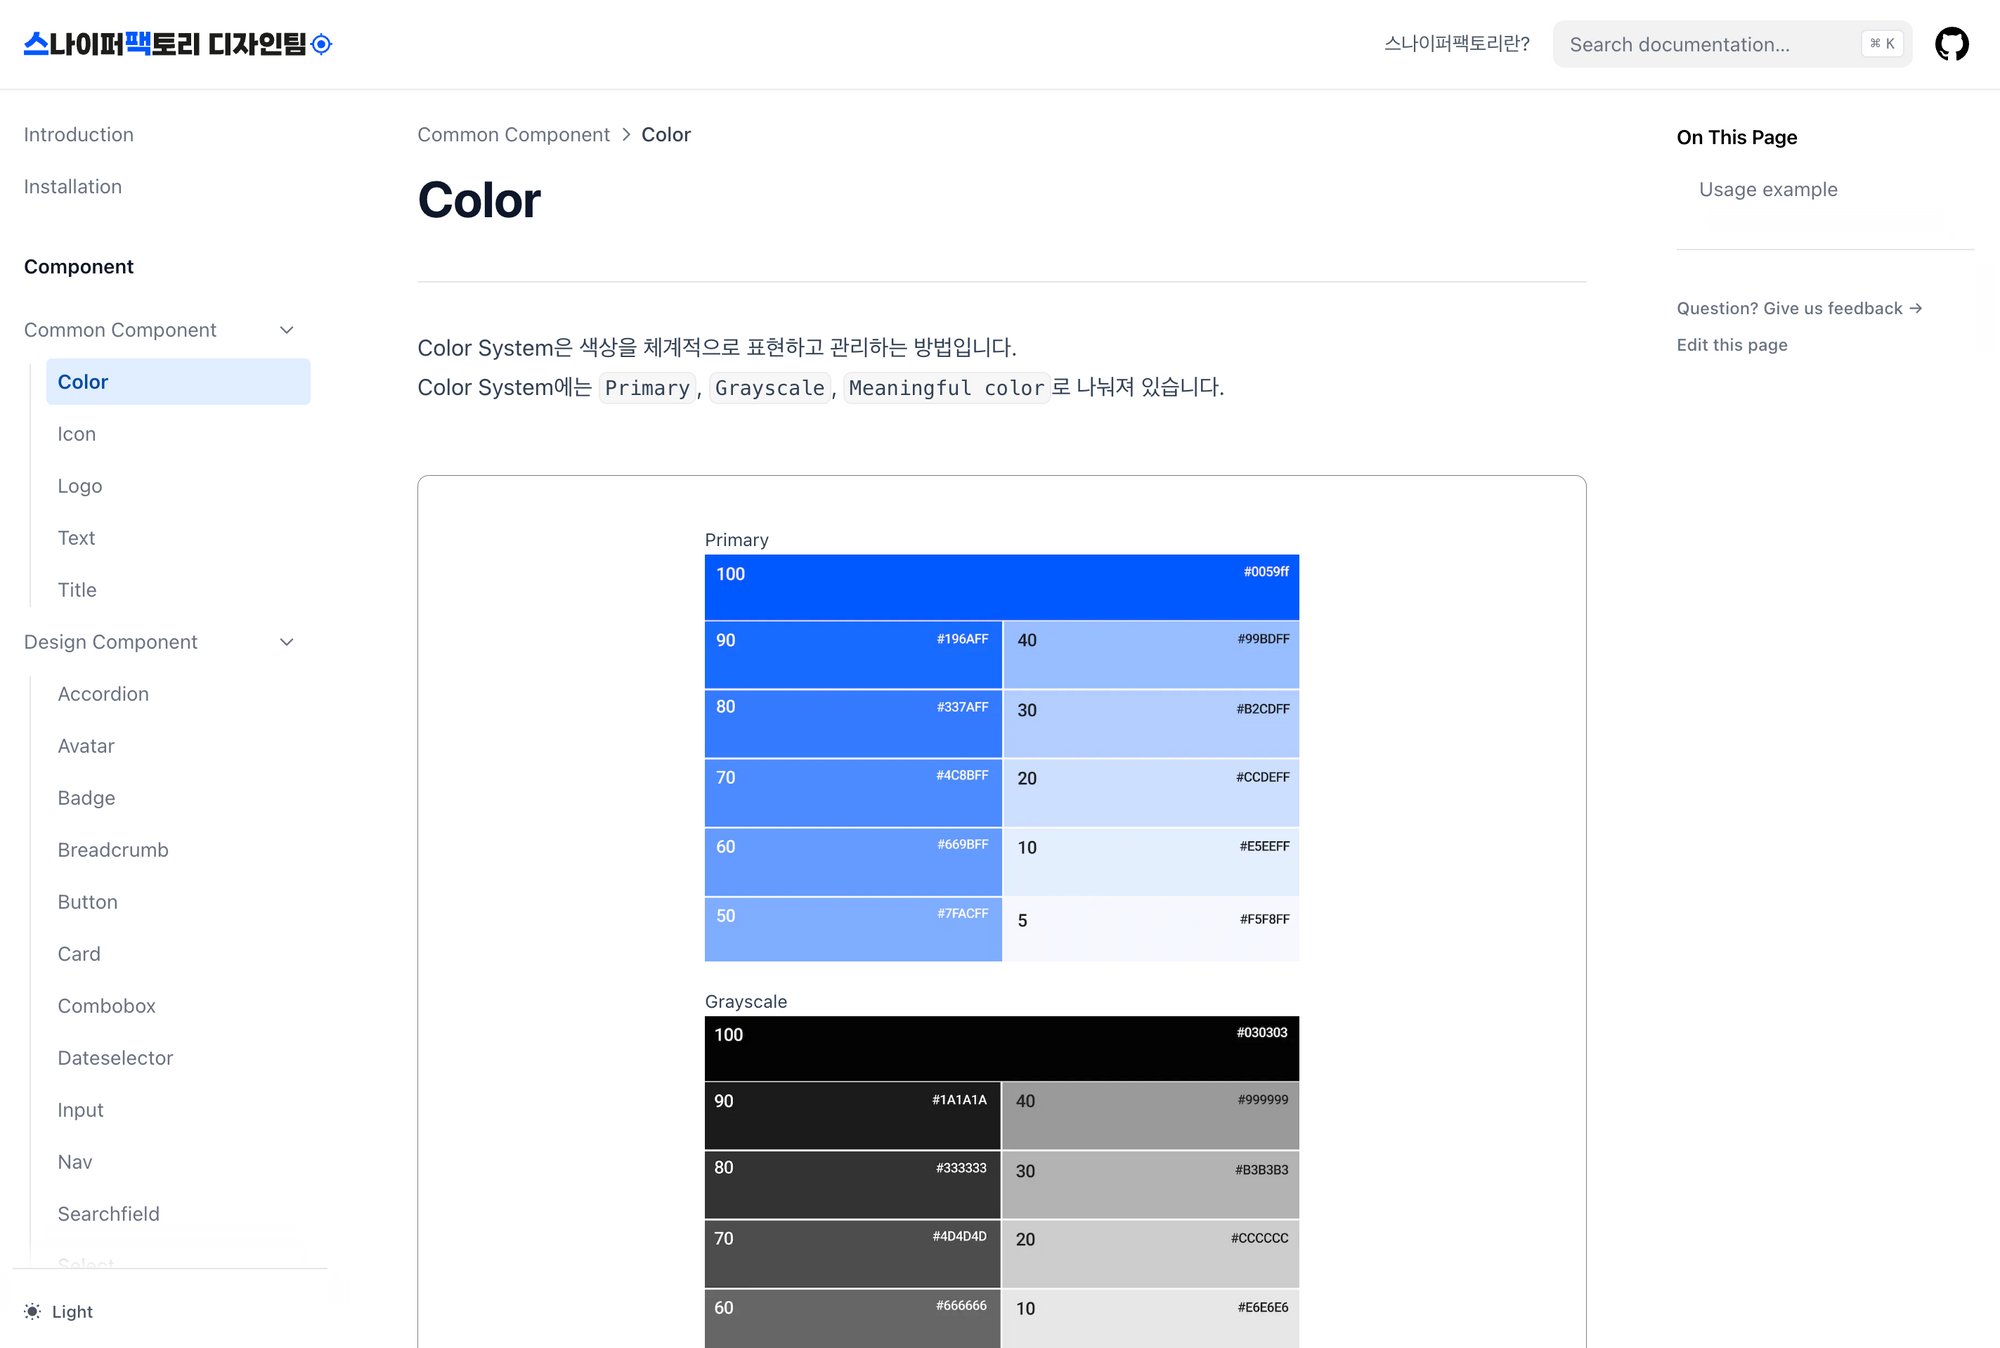 스나이퍼팩토리 디자인팀
스나이퍼팩토리란?
Search documentation...
⌘ K
Introduction
Installation
Component
Common Component
Color
Icon
Logo
Text
Title
Design Component
Accordion
Avatar
Badge
Breadcrumb
Button
Card
Combobox
Dateselector
Input
Nav
Searchfield
Select
Light
Common Component > Color
Color
Color System은 색상을 체계적으로 표현하고 관리하는 방법입니다.
Color System에는 Primary, Grayscale, Meaningful color로 나눠져 있습니다.
Primary
100 #0059ff
90 #196AFF 40 #99BDFF
80 #337AFF 30 #B2CDFF
70 #4C8BFF 20 #CCDEFF
60 #669BFF 10 #E5EEFF
50 #7FACFF 5 #F5F8FF
Grayscale
100 #030303
90 #1A1A1A 40 #999999
80 #333333 30 #B3B3B3
70 #4D4D4D 20 #CCCCCC
60 #666666 10 #E6E6E6
On This Page
Usage example
Question? Give us feedback →
Edit this page